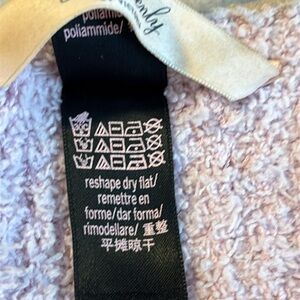 poliammide/
reshape dry flat/
remettre en
forme/dar forma/
rimodellare/ 重整
平摊晾干